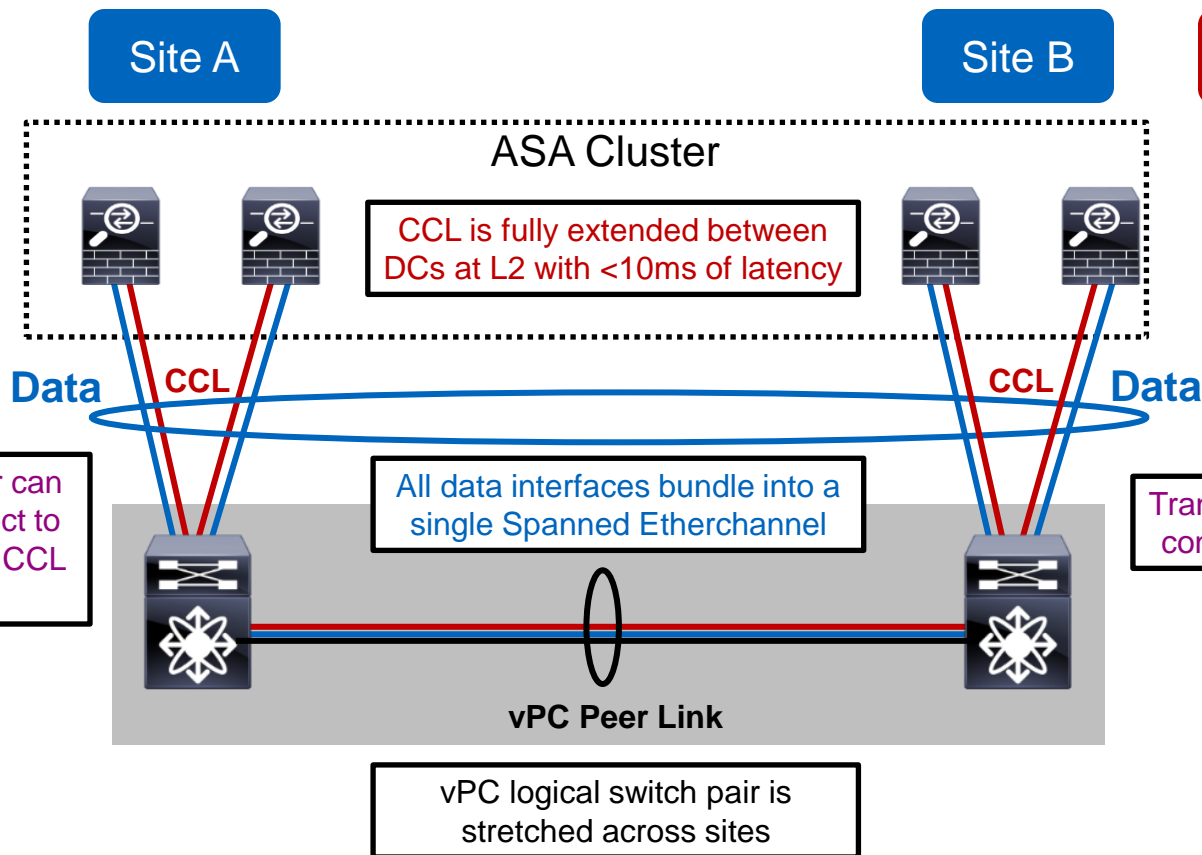 Site A
Site B
ASA Cluster
CCL is fully extended between
DCs at L2 with <10ms of latency
Data
CCL
CCL
Data
r can
ct to
CCL
All data interfaces bundle into a
single Spanned Etherchannel
Tran
con
vPC Peer Link
vPC logical switch pair is
stretched across sites